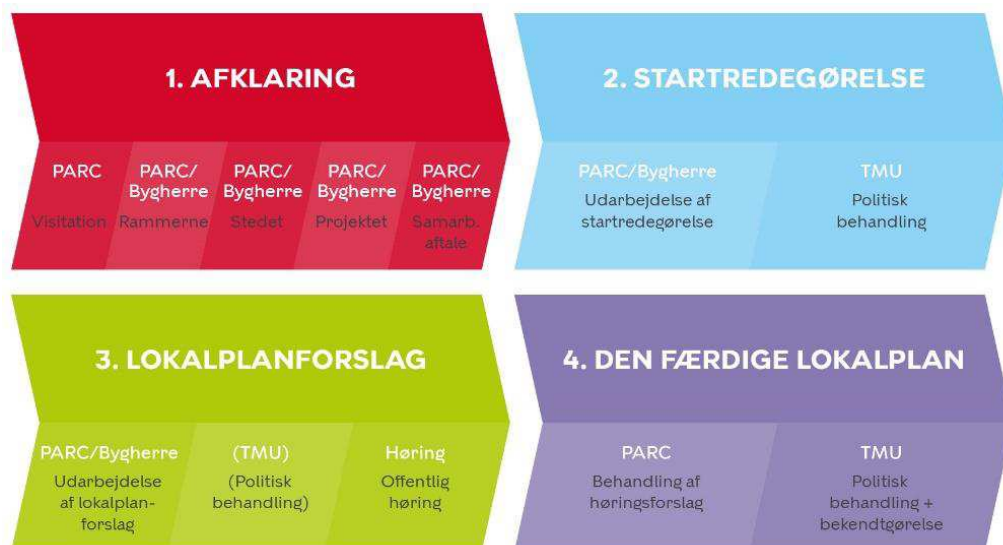 1. AFKLARING
PARC
Visitation
PARC/
Bygherre
Rammerne
PARC/
Bygherre
Stedet
PARC/
Bygherre
Projektet
PARC/
Bygherre
Samarb.
aftale
2. STARTREDEGØRELSE
PARC/Bygherre
Udarbejdelse af
startredegørelse
TMU
Politisk
behandling
3. LOKALPLANFORSLAG
PARC/Bygherre
Udarbejdelse
af lokalplan-
forslag
(TMU)
(Politisk
behandling)
Høring
Offentlig
høring
4. DEN FÆRDIGE LOKALPLAN
PARC
Behandling af
høringsforslag
TMU
Politisk
behandling +
bekendtgørelse